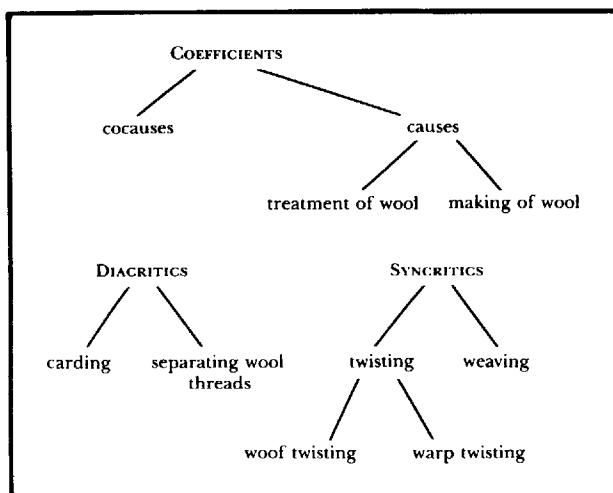 COEFFICIENTS
cocauses
causes
treatment of wool
making of wool
DIACRITICS
SYNCRITICS
carding
separating wool
threads
twisting
weaving
woof twisting
warp twisting